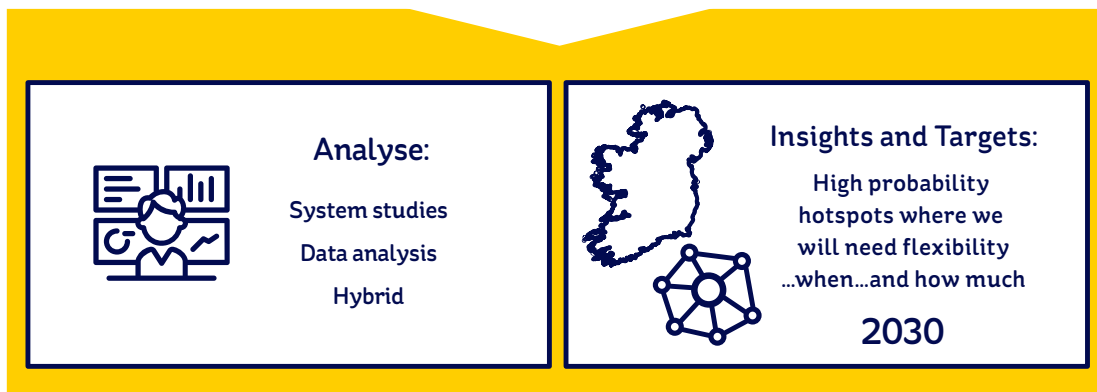 Analyse:
System studies
Data analysis
Hybrid
Insights and Targets:
High probability
hotspots where we
will need flexibility
...when...and how much
2030